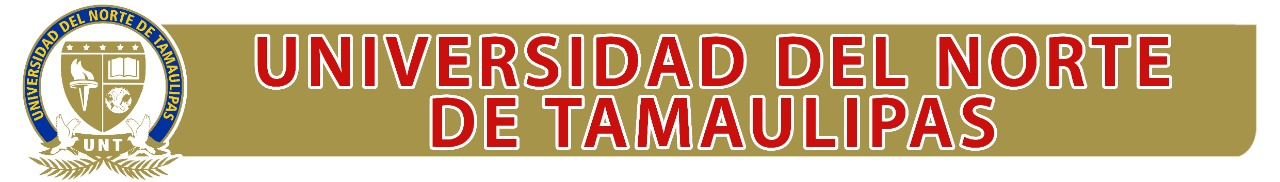 UNIVERSIDAD DEL NORTE DE TAMAULIPAS
UNT
UNIVERSIDAD DEL NORTE
DE TAMAULIPAS